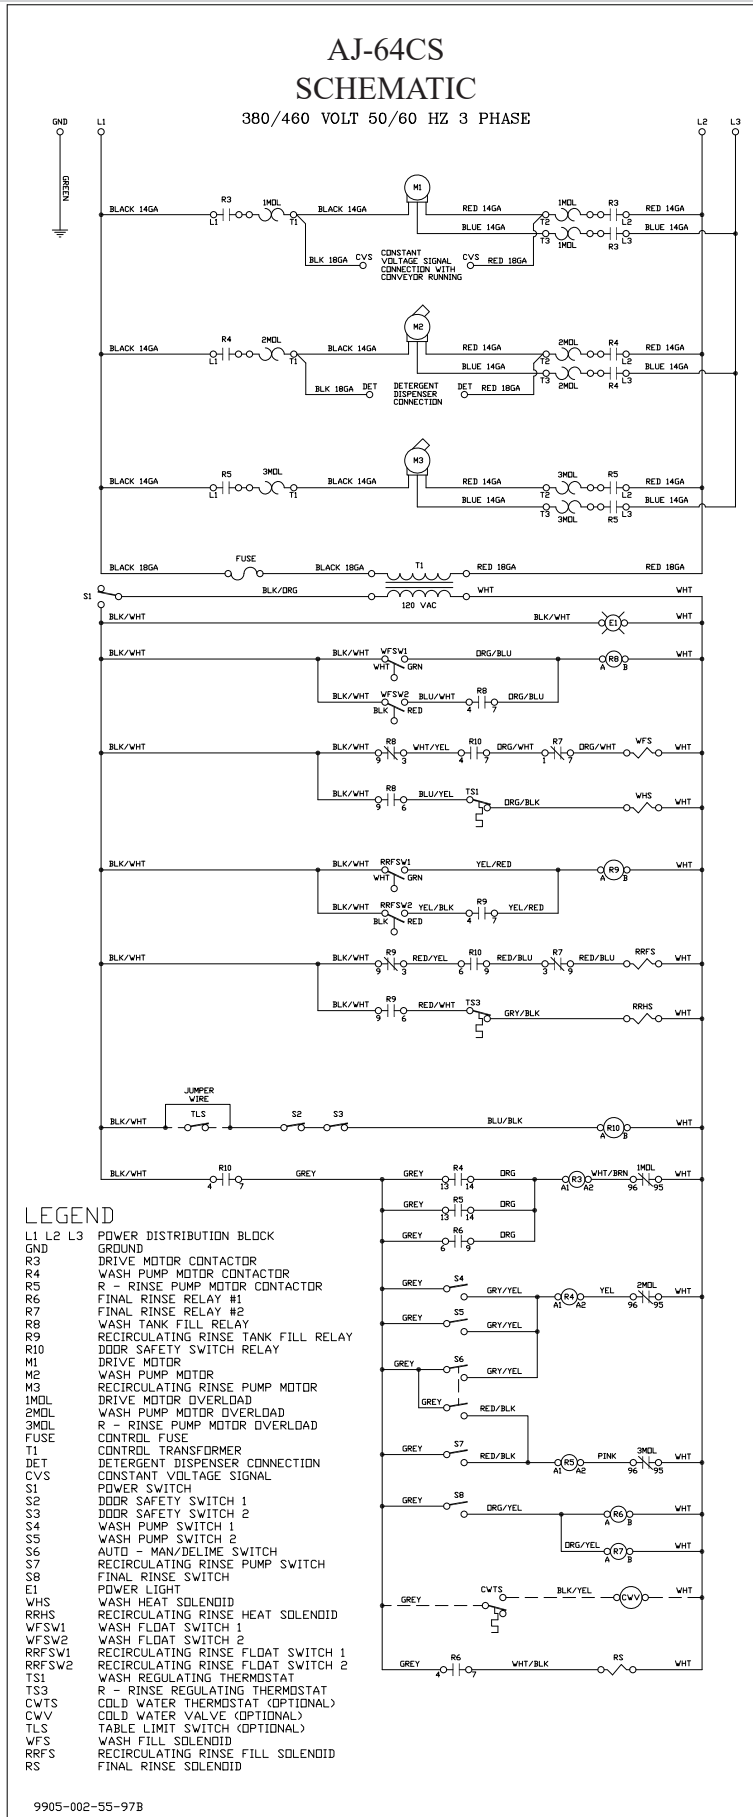 AJ-64CS
SCHEMATIC
380/460 VOLT 50/60 HZ 3 PHASE
GND L1 L2 L3
GREEN
R3 1MOL M1 1MOL R3
BLACK 14GA BLACK 14GA RED 14GA RED 14GA
L1 T1 T2 L2
BLUE 14GA BLUE 14GA
T3 1MOL R3 L3
BLK 18GA CVS CONSTANT VOLTAGE SIGNAL CONNECTION WITH CONVEYOR RUNNING CVS RED 18GA
R4 2MOL M2 2MOL R4
BLACK 14GA BLACK 14GA RED 14GA RED 14GA
L1 T1 T2 L2
BLUE 14GA BLUE 14GA
T3 2MOL R4 L3
BLK 18GA DET DETERGENT DISPENSER CONNECTION DET RED 18GA
R5 3MOL M3 3MOL R5
BLACK 14GA BLACK 14GA RED 14GA RED 14GA
L1 T1 T2 L2
BLUE 14GA BLUE 14GA
T3 3MOL R5 L3
FUSE
BLACK 18GA BLACK 18GA T1 RED 18GA RED 18GA
S1 BLK/ORG WHT WHT
120 VAC
BLK/WHT BLK/WHT E1 WHT
BLK/WHT BLK/WHT WFSW1 ORG/BLU R8 WHT
WHT GRN A B
BLK/WHT WFSW2 BLU/WHT R8 ORG/BLU
BLK RED 4 7
BLK/WHT BLK/WHT R8 WHT/YEL R10 ORG/WHT R7 ORG/WHT WFS WHT
9 3 4 7 1 7
BLK/WHT R8 BLU/YEL TS1 ORG/BLK WHS WHT
9 6
BLK/WHT BLK/WHT RRFSW1 YEL/RED R9 WHT
WHT GRN A B
BLK/WHT RRFSW2 YEL/BLK R9 YEL/RED
BLK RED 4 7
BLK/WHT BLK/WHT R9 RED/YEL R10 RED/BLU R7 RED/BLU RRFS WHT
9 3 6 9 3 9
BLK/WHT R9 RED/WHT TS3 GRY/BLK RRHS WHT
9 6
JUMPER
WIRE
BLK/WHT TLS S2 S3 BLU/BLK R10 WHT
A B
BLK/WHT R10 GREY GREY R4 ORG R3 WHT/BRN 1MOL WHT
4 7 13 14 A1 A2 96 95
GREY R5 ORG
13 14
GREY R6 ORG
6 9
GREY S4 GRY/YEL R4 YEL 2MOL WHT
A1 A2 96 95
GREY S5 GRY/YEL
GREY S6 GRY/YEL
GREY RED/BLK
GREY S7 RED/BLK R5 PINK 3MOL WHT
A1 A2 96 95
GREY S8 ORG/YEL R6 WHT
A B
ORG/YEL R7 WHT
A B
GREY CWTS BLK/YEL CWV WHT
GREY R6 WHT/BLK RS WHT
4 7
LEGEND
L1 L2 L3 POWER DISTRIBUTION BLOCK
GND GROUND
R3 DRIVE MOTOR CONTACTOR
R4 WASH PUMP MOTOR CONTACTOR
R5 R - RINSE PUMP MOTOR CONTACTOR
R6 FINAL RINSE RELAY #1
R7 FINAL RINSE RELAY #2
R8 WASH TANK FILL RELAY
R9 RECIRCULATING RINSE TANK FILL RELAY
R10 DOOR SAFETY SWITCH RELAY
M1 DRIVE MOTOR
M2 WASH PUMP MOTOR
M3 RECIRCULATING RINSE PUMP MOTOR
1MOL DRIVE MOTOR OVERLOAD
2MOL WASH PUMP MOTOR OVERLOAD
3MOL R - RINSE PUMP MOTOR OVERLOAD
FUSE CONTROL FUSE
T1 CONTROL TRANSFORMER
DET DETERGENT DISPENSER CONNECTION
CVS CONSTANT VOLTAGE SIGNAL
S1 POWER SWITCH
S2 DOOR SAFETY SWITCH 1
S3 DOOR SAFETY SWITCH 2
S4 WASH PUMP SWITCH 1
S5 WASH PUMP SWITCH 2
S6 AUTO - MAN/DELIME SWITCH
S7 RECIRCULATING RINSE PUMP SWITCH
S8 FINAL RINSE SWITCH
E1 POWER LIGHT
WHS WASH HEAT SOLENOID
RRHS RECIRCULATING RINSE HEAT SOLENOID
WFSW1 WASH FLOAT SWITCH 1
WFSW2 WASH FLOAT SWITCH 2
RRFSW1 RECIRCULATING RINSE FLOAT SWITCH 1
RRFSW2 RECIRCULATING RINSE FLOAT SWITCH 2
TS1 WASH REGULATING THERMOSTAT
TS3 R - RINSE REGULATING THERMOSTAT
CWTS COLD WATER THERMOSTAT (OPTIONAL)
CWV COLD WATER VALVE (OPTIONAL)
TLS TABLE LIMIT SWITCH (OPTIONAL)
WFS WASH FILL SOLENOID
RRFS RECIRCULATING RINSE FILL SOLENOID
RS FINAL RINSE SOLENOID
9905-002-55-97B